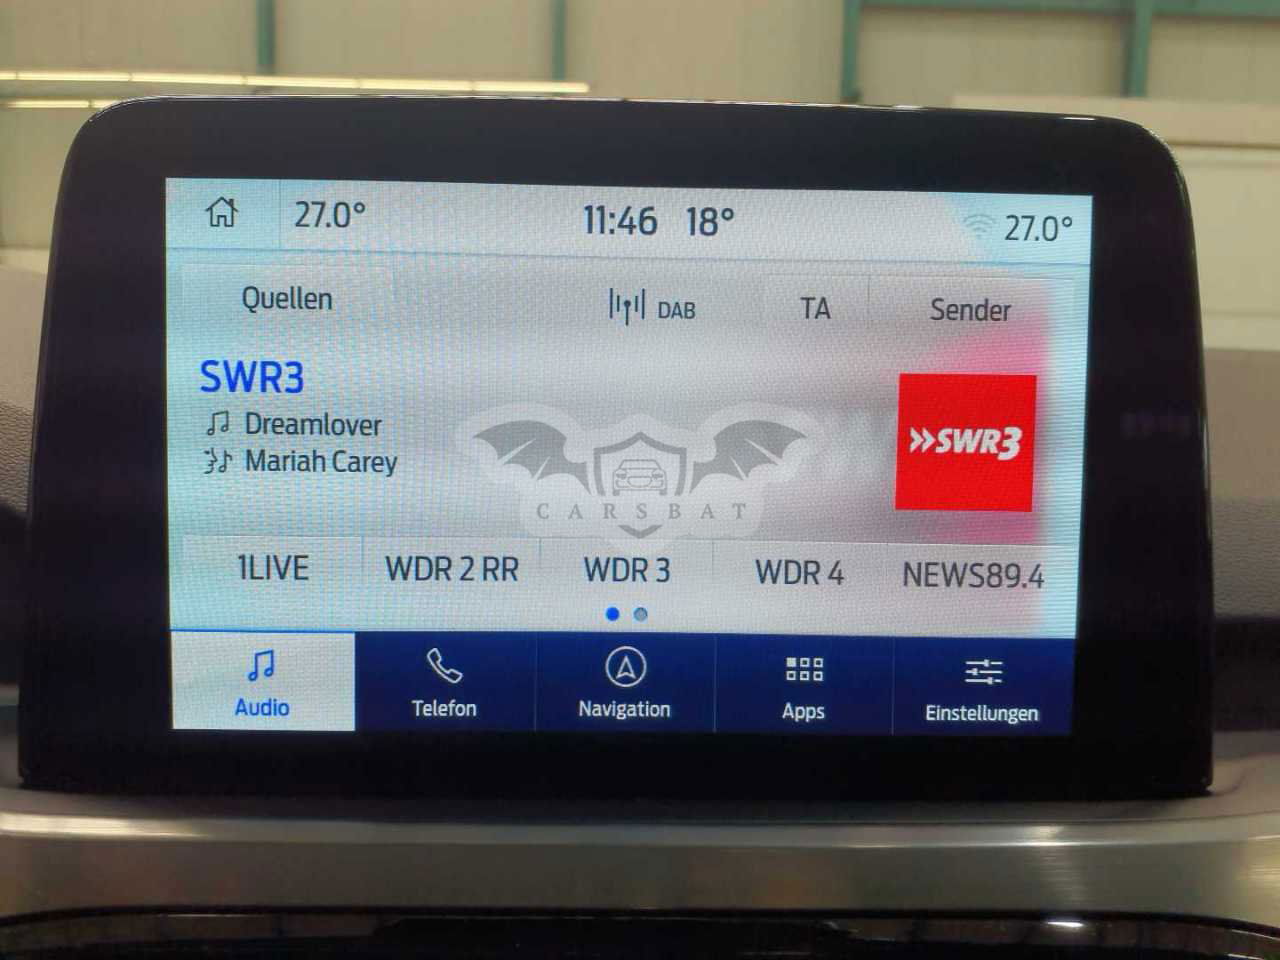 27.0° 11:46 18° 27.0°
Quellen DAB TA Sender
SWR3
Dreamlover
Mariah Carey
»SWR3
CARSBAT
1LIVE WDR 2 RR WDR 3 WDR 4 NEWS89.4
Audio Telefon Navigation Apps Einstellungen